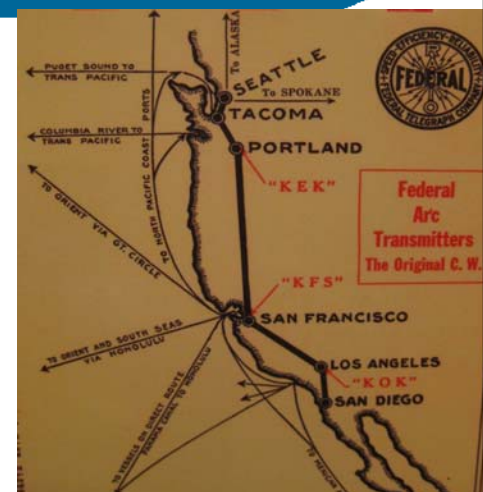 PUGET SOUND TO
TRANS PACIFIC
To ALASKA
SEATTLE
To SPOKANE
TACOMA
SPEED-EFFICIENCY-RELIABILITY
FEDERAL
FEDERAL TELEGRAPH COMPANY
COLUMBIA RIVER TO
TRANS PACIFIC
TO NORTH PACIFIC COAST PORTS
PORTLAND
"KEK"
Federal
Arc
Transmitters
The Original C. W.
TO ORIENT VIA GT. CIRCLE
"KFS"
SAN FRANCISCO
TO ORIENT AND SOUTH SEAS
VIA HONOLULU
LOS ANGELES
"KOK"
SAN DIEGO
TO VESSELS ON DIRECT ROUTE
PANAMA CANAL TO HONOLULU